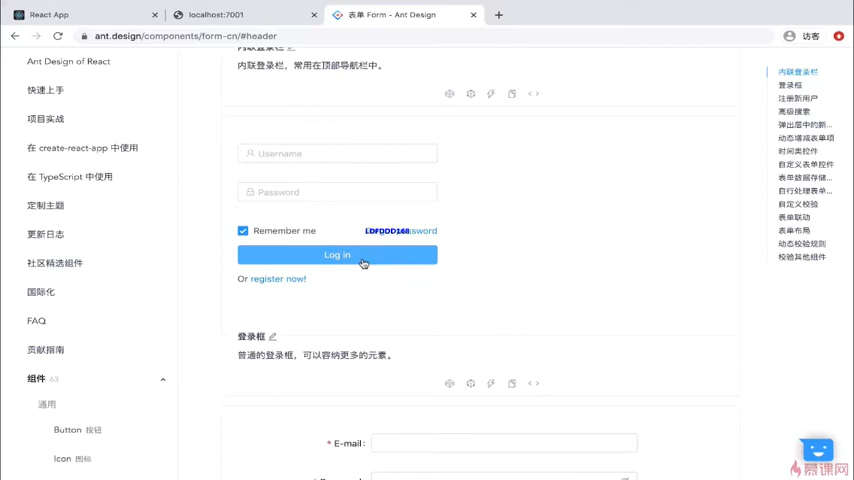 React App
localhost:7001
表单 Form - Ant Design
ant.design/components/form-cn/#header
访客
Ant Design of React
快速上手
项目实战
在 create-react-app 中使用
在 TypeScript 中使用
定制主题
更新日志
社区精选组件
国际化
FAQ
贡献指南
组件 63
通用
Button 按钮
Icon 图标
内联登录栏
内联登录栏，常用在顶部导航栏中。
Username
Password
Remember me
LDFDDD168
Log in
Or register now!
登录框
普通的登录框，可以容纳更多的元素。
* E-mail :
内联登录栏
登录框
注册新用户
高级搜索
弹出层中的新...
动态增减表单项
时间类控件
自定义表单控件
表单数据存储...
自行处理表单...
自定义校验
表单联动
表单布局
动态校验规则
校验其他组件
慕课网